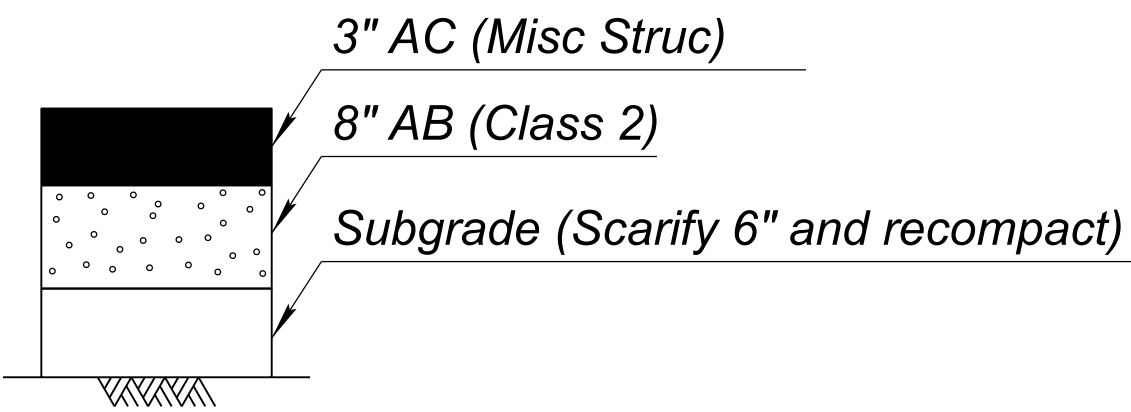 3" AC (Misc Struc)
8" AB (Class 2)
Subgrade (Scarify 6" and recompact)